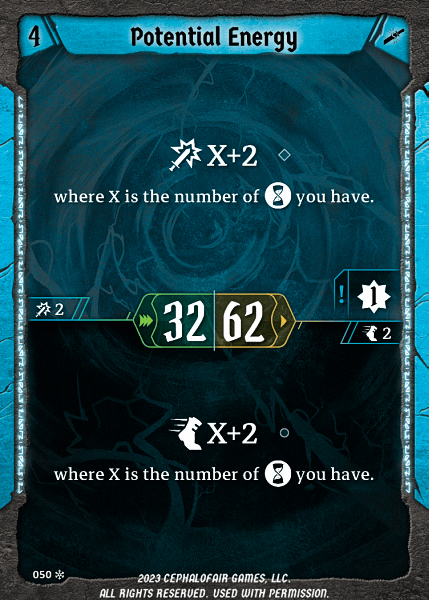 4
Potential Energy
X+2
where X is the number of you have.
1
2
32 62
2
X+2
where X is the number of you have.
050
2023 CEPHALOFAIR GAMES, LLC.
ALL RIGHTS RESERVED. USED WITH PERMISSION.